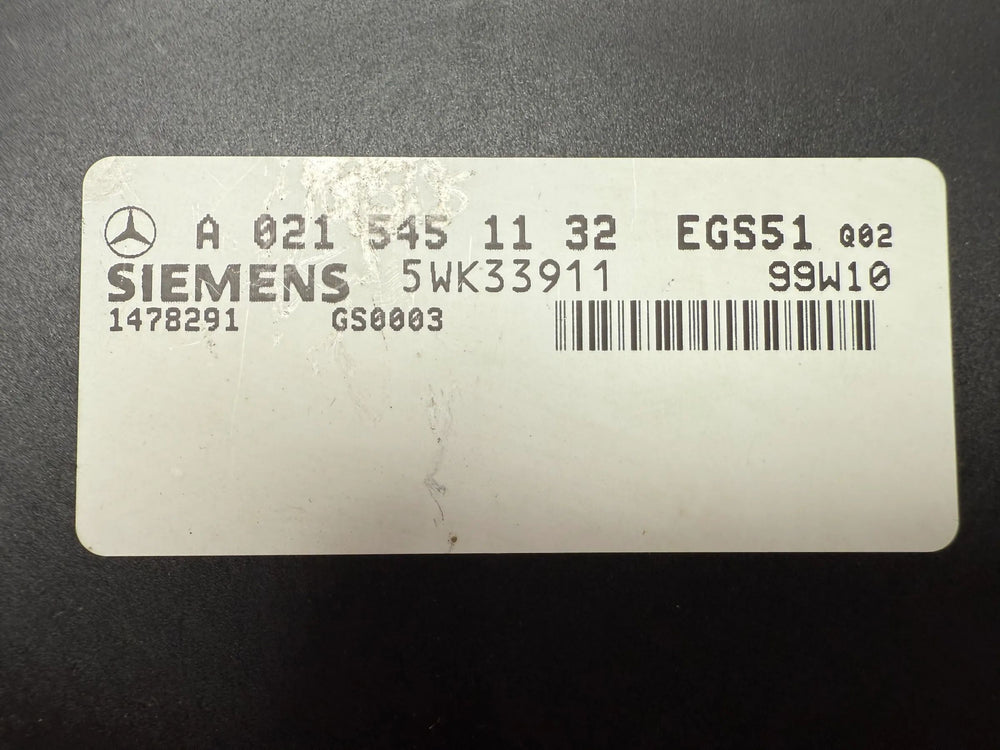 A 021 545 11 32 EGS51 Q02
SIEMENS 5WK33911 99W10
1478291 GS0003